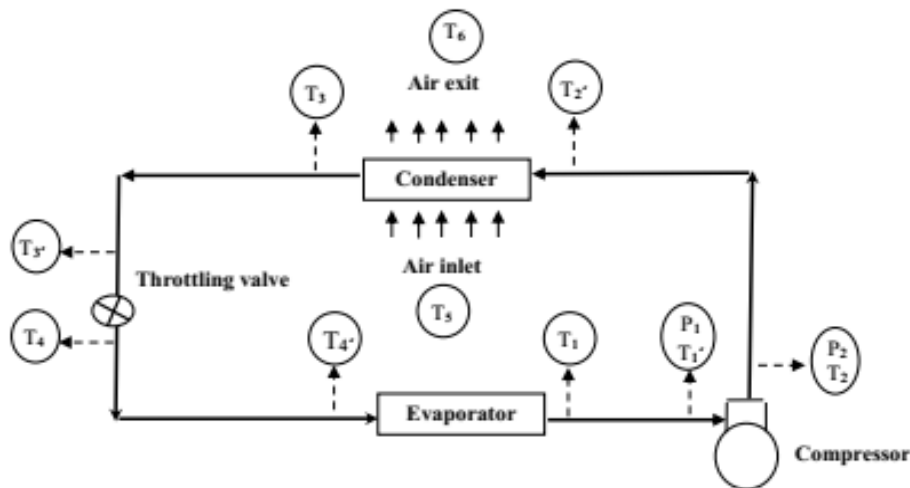 T₆
Air exit
T₃
T₂′
Condenser
T₃′
Air inlet
Throttling valve
T₅
T₄
T₄′
T₁
P₁
T₁′
P₂
T₂
Evaporator
Compressor